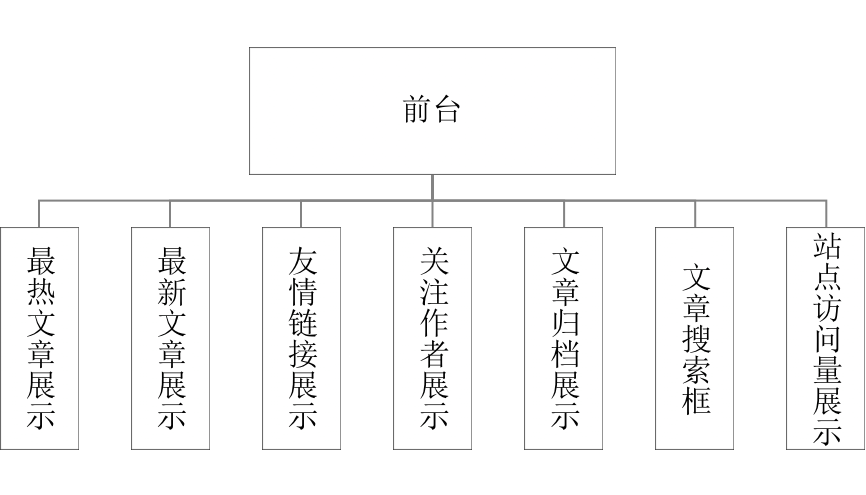 前台
最热文章展示
最新文章展示
友情链接展示
关注作者展示
文章归档展示
文章搜索框
站点访问量展示